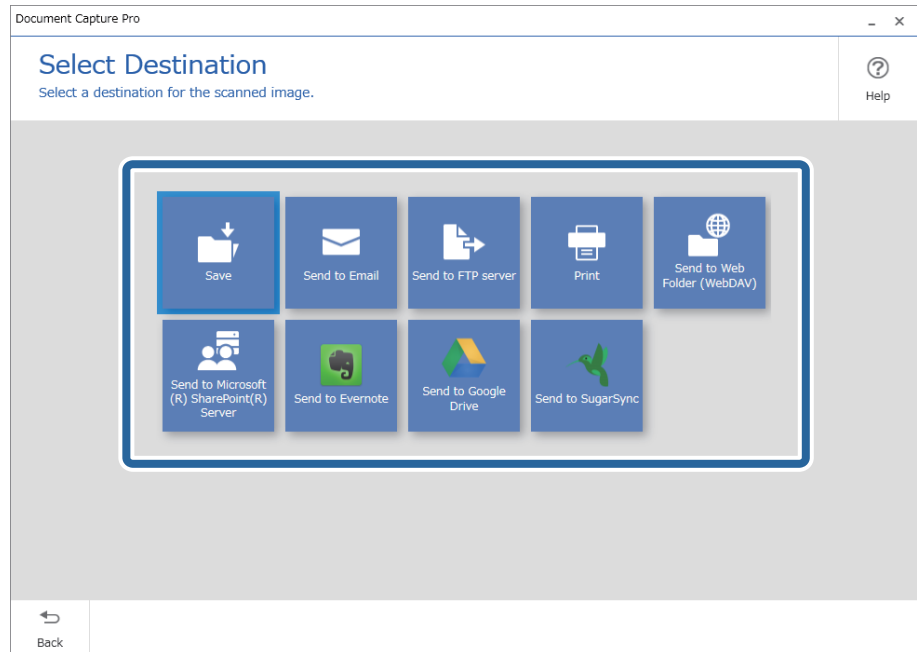 Document Capture Pro
Select Destination
Select a destination for the scanned image.
Help
Save
Send to Email
Send to FTP server
Print
Send to Web
Folder (WebDAV)
Send to Microsoft
(R) SharePoint(R)
Server
Send to Evernote
Send to Google
Drive
Send to SugarSync
Back